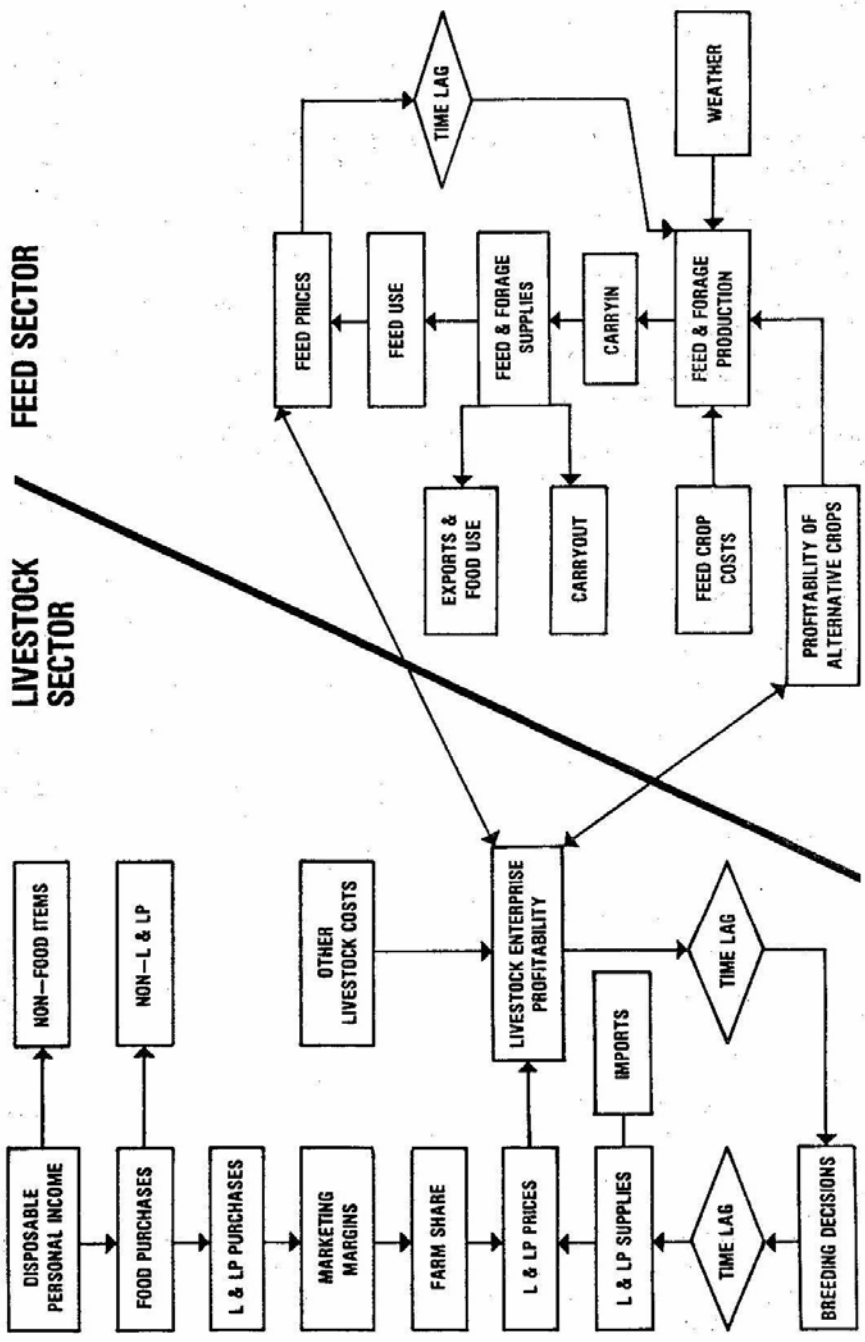 LIVESTOCK
SECTOR
FEED SECTOR
DISPOSABLE
PERSONAL INCOME
NON-FOOD ITEMS
FOOD PURCHASES
NON-L & LP
L & LP PURCHASES
MARKETING
MARGINS
OTHER
LIVESTOCK COSTS
FARM SHARE
L & LP PRICES
LIVESTOCK ENTERPRISE
PROFITABILITY
L & LP SUPPLIES
IMPORTS
TIME LAG
TIME LAG
BREEDING DECISIONS
FEED PRICES
FEED USE
TIME LAG
EXPORTS &
FOOD USE
FEED & FORAGE
SUPPLIES
CARRYOUT
CARRYIN
FEED CROP
COSTS
FEED & FORAGE
PRODUCTION
WEATHER
PROFITABILITY OF
ALTERNATIVE CROPS